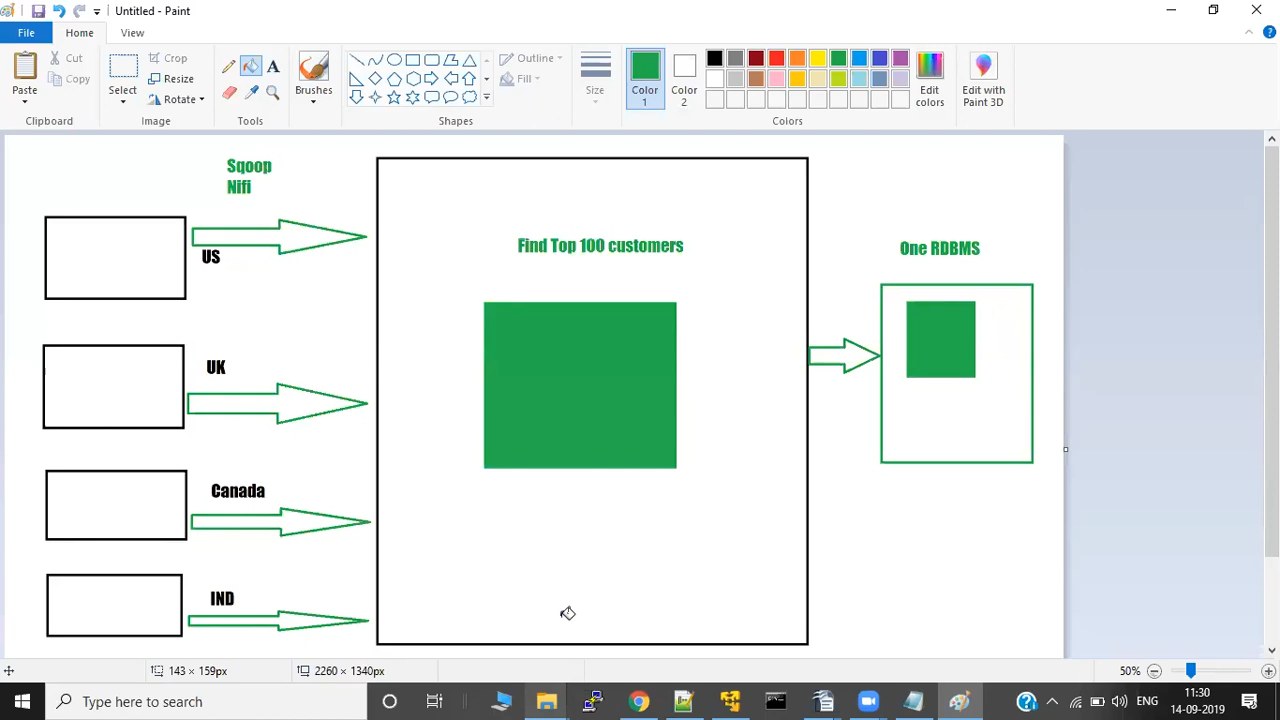 Untitled - Paint
File
Home
View
Paste
Cut
Copy
Clipboard
Select
Crop
Resize
Rotate
Image
A
Tools
Brushes
Shapes
Outline
Fill
Size
Color
1
Color
2
Edit
colors
Colors
Edit with
Paint 3D
Sqoop
Nifi
US
UK
Canada
IND
Find Top 100 customers
One RDBMS
143 × 159px
2260 × 1340px
50%
Type here to search
ENG
11:30
14-09-2019